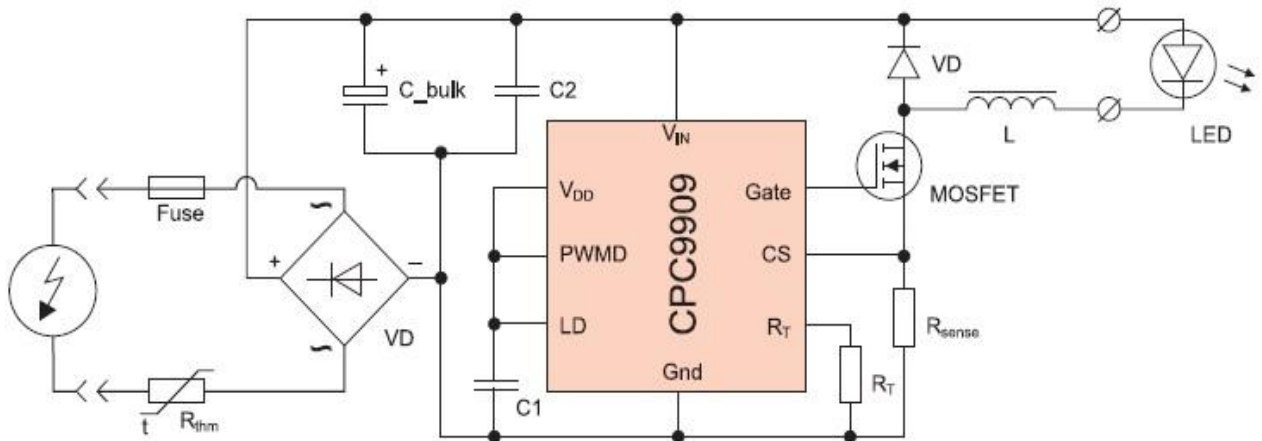 +
C_bulk
C2
VD
L
LED
V_IN
V_DD
Gate
MOSFET
Fuse
~
PWMD
CPC9909
CS
+
−
LD
R_T
R_sense
VD
~
Gnd
R_T
C1
t
R_thm